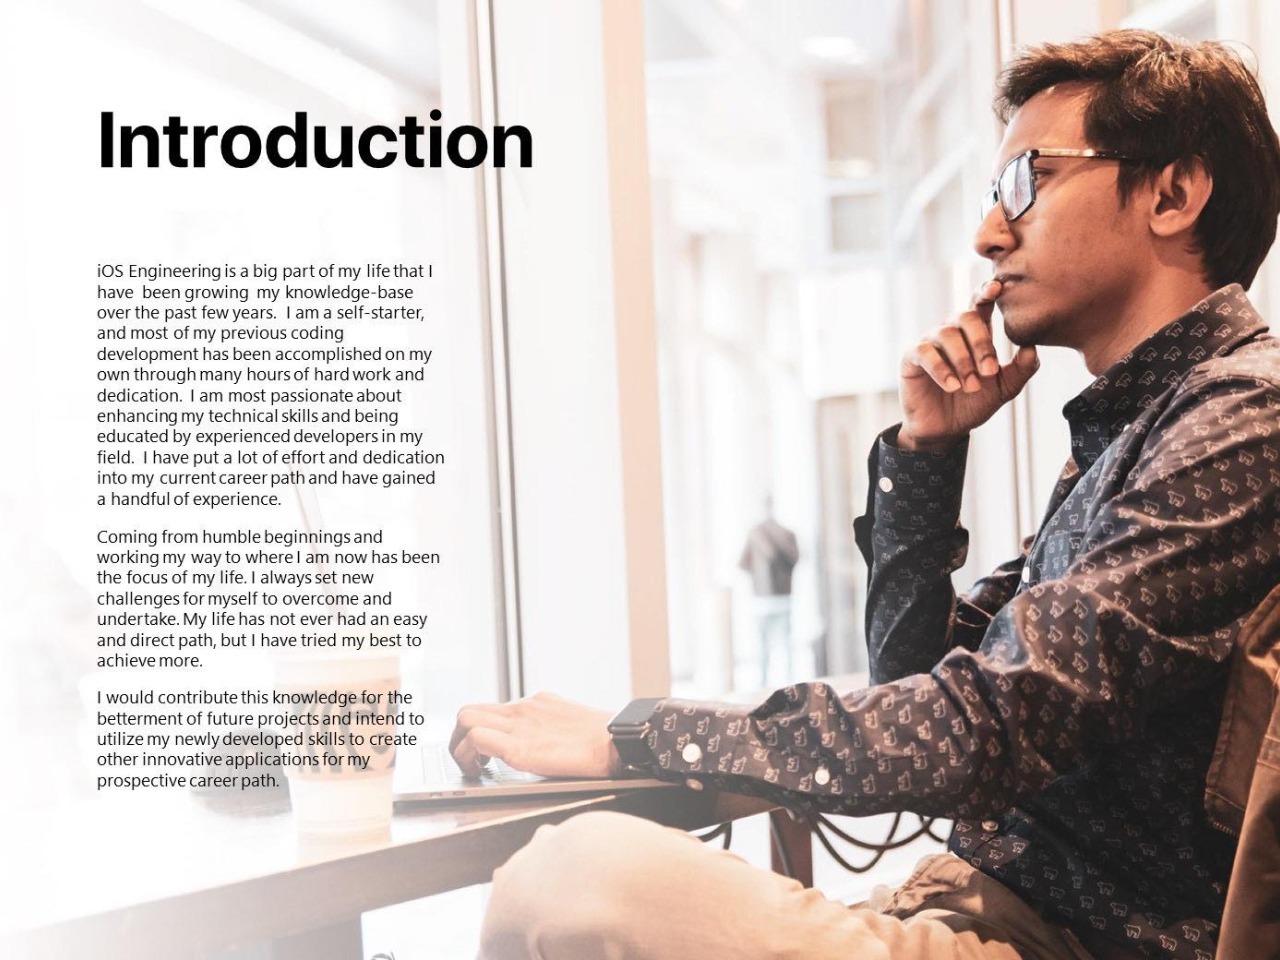 Introduction
iOS Engineering is a big part of my life that I
have been growing my knowledge-base
over the past few years. I am a self-starter,
and most of my previous coding
development has been accomplished on my
own through many hours of hard work and
dedication. I am most passionate about
enhancing my technical skills and being
educated by experienced developers in my
field. I have put a lot of effort and dedication
into my current career path and have gained
a handful of experience.
Coming from humble beginnings and
working my way to where I am now has been
the focus of my life. I always set new
challenges for myself to overcome and
undertake. My life has not ever had an easy
and direct path, but I have tried my best to
achieve more.
I would contribute this knowledge for the
betterment of future projects and intend to
utilize my newly developed skills to create
other innovative applications for my
prospective career path.